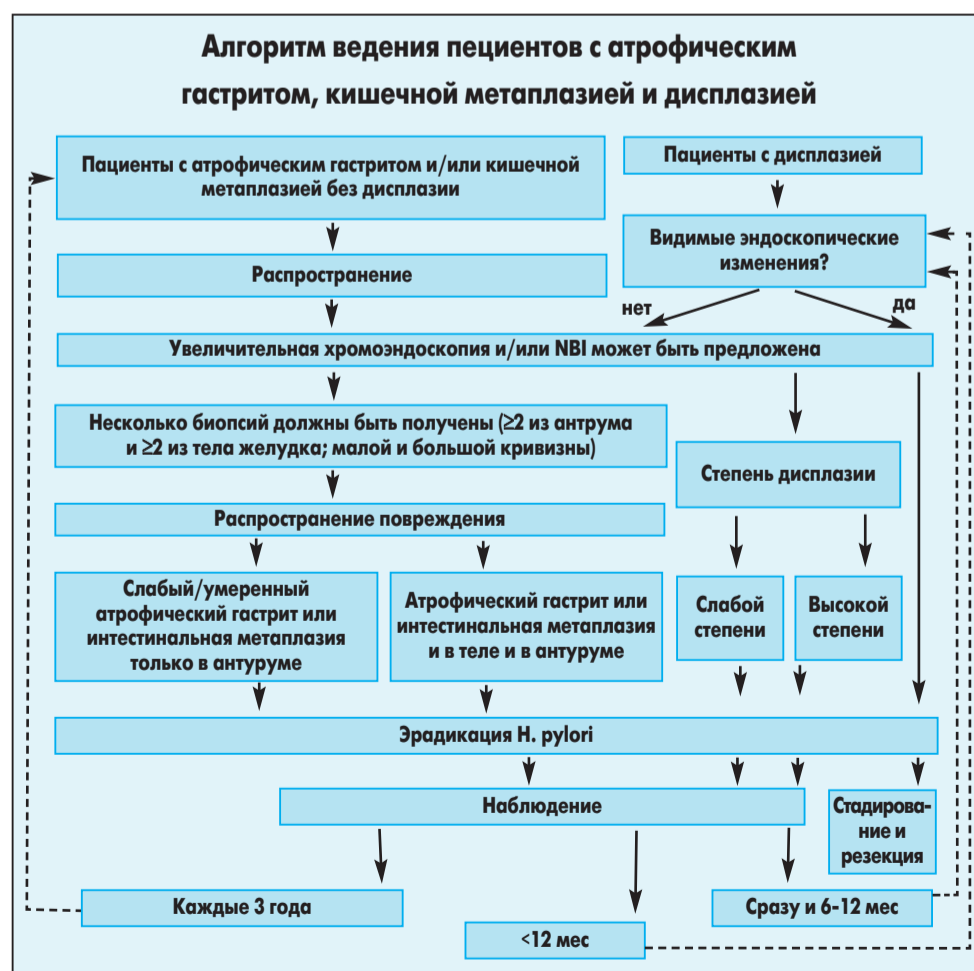 Алгоритм ведения пециентов с атрофическим
гастритом, кишечной метаплазией и дисплазией
Пациенты с атрофическим гастритом и/или кишечной
метаплазией без дисплазии
Пациенты с дисплазией
Видимые эндоскопические
изменения?
Распространение
нет
да
Увеличительная хромоэндоскопия и/или NBI может быть предложена
Несколько биопсий должны быть получены (≥2 из антрума
и ≥2 из тела желудка; малой и большой кривизны)
Степень дисплазии
Распространение повреждения
Слабый/умеренный
атрофический гастрит или
интестинальная метаплазия
только в антуруме
Атрофический гастрит или
интестинальная метаплазия
и в теле и в антуруме
Слабой
степени
Высокой
степени
Эрадикация H. pylori
Наблюдение
Стадирова-
ние и
резекция
Каждые 3 года
Сразу и 6-12 мес
<12 мес